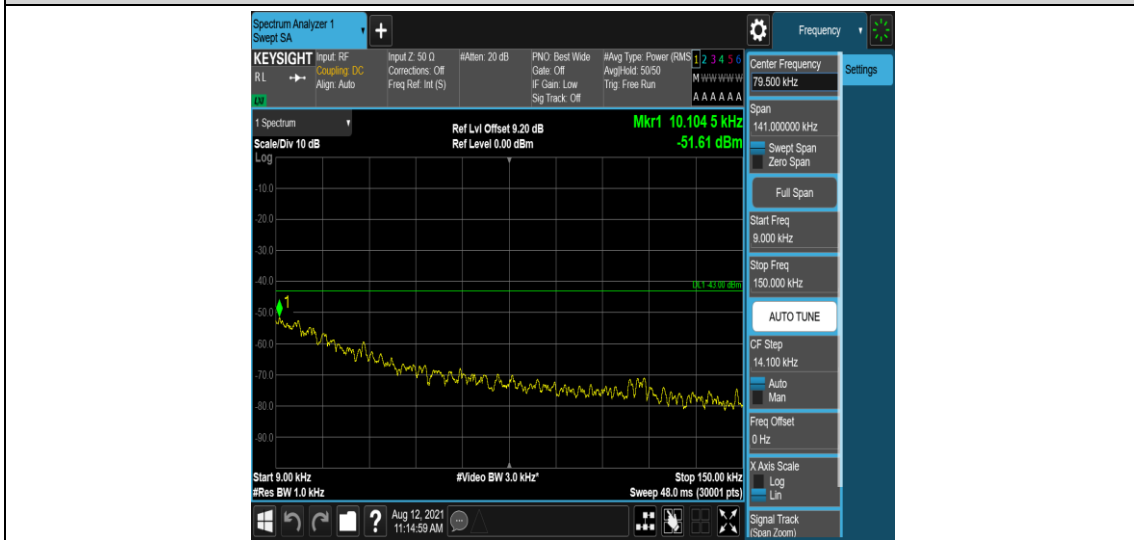 Spectrum Analyzer 1
Swept SA
+
Frequency
KEYSIGHT
RL
LXI
Input: RF
Coupling: DC
Align: Auto
Input Z: 50 Ω
Corrections: Off
Freq Ref: Int (S)
#Atten: 20 dB
PNO: Best Wide
Gate: Off
IF Gain: Low
Sig Track: Off
#Avg Type: Power (RMS
Avg|Hold: 50/50
Trig: Free Run
1 2 3 4 5 6
M W W W W W
A A A A A A
1 Spectrum
Scale/Div 10 dB
Log
Ref Lvl Offset 9.20 dB
Ref Level 0.00 dBm
Mkr1 10.104 5 kHz
-51.61 dBm
-10.0
-20.0
-30.0
-40.0
DL1 -43.00 dBm
1
-50.0
-60.0
-70.0
-80.0
-90.0
Start 9.00 kHz
#Res BW 1.0 kHz
#Video BW 3.0 kHz*
Stop 150.00 kHz
Sweep 48.0 ms (30001 pts)
Aug 12, 2021
11:14:59 AM
?
Center Frequency
79.500 kHz
Settings
Span
141.000000 kHz
Swept Span
Zero Span
Full Span
Start Freq
9.000 kHz
Stop Freq
150.000 kHz
AUTO TUNE
CF Step
14.100 kHz
Auto
Man
Freq Offset
0 Hz
X Axis Scale
Log
Lin
Signal Track
(Span Zoom)